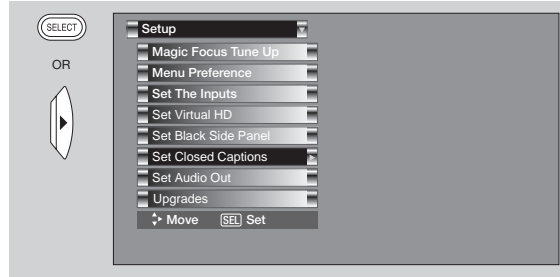 SELECT
OR
Setup
Magic Focus Tune Up
Menu Preference
Set The Inputs
Set Virtual HD
Set Black Side Panel
Set Closed Captions
Set Audio Out
Upgrades
Move SEL Set